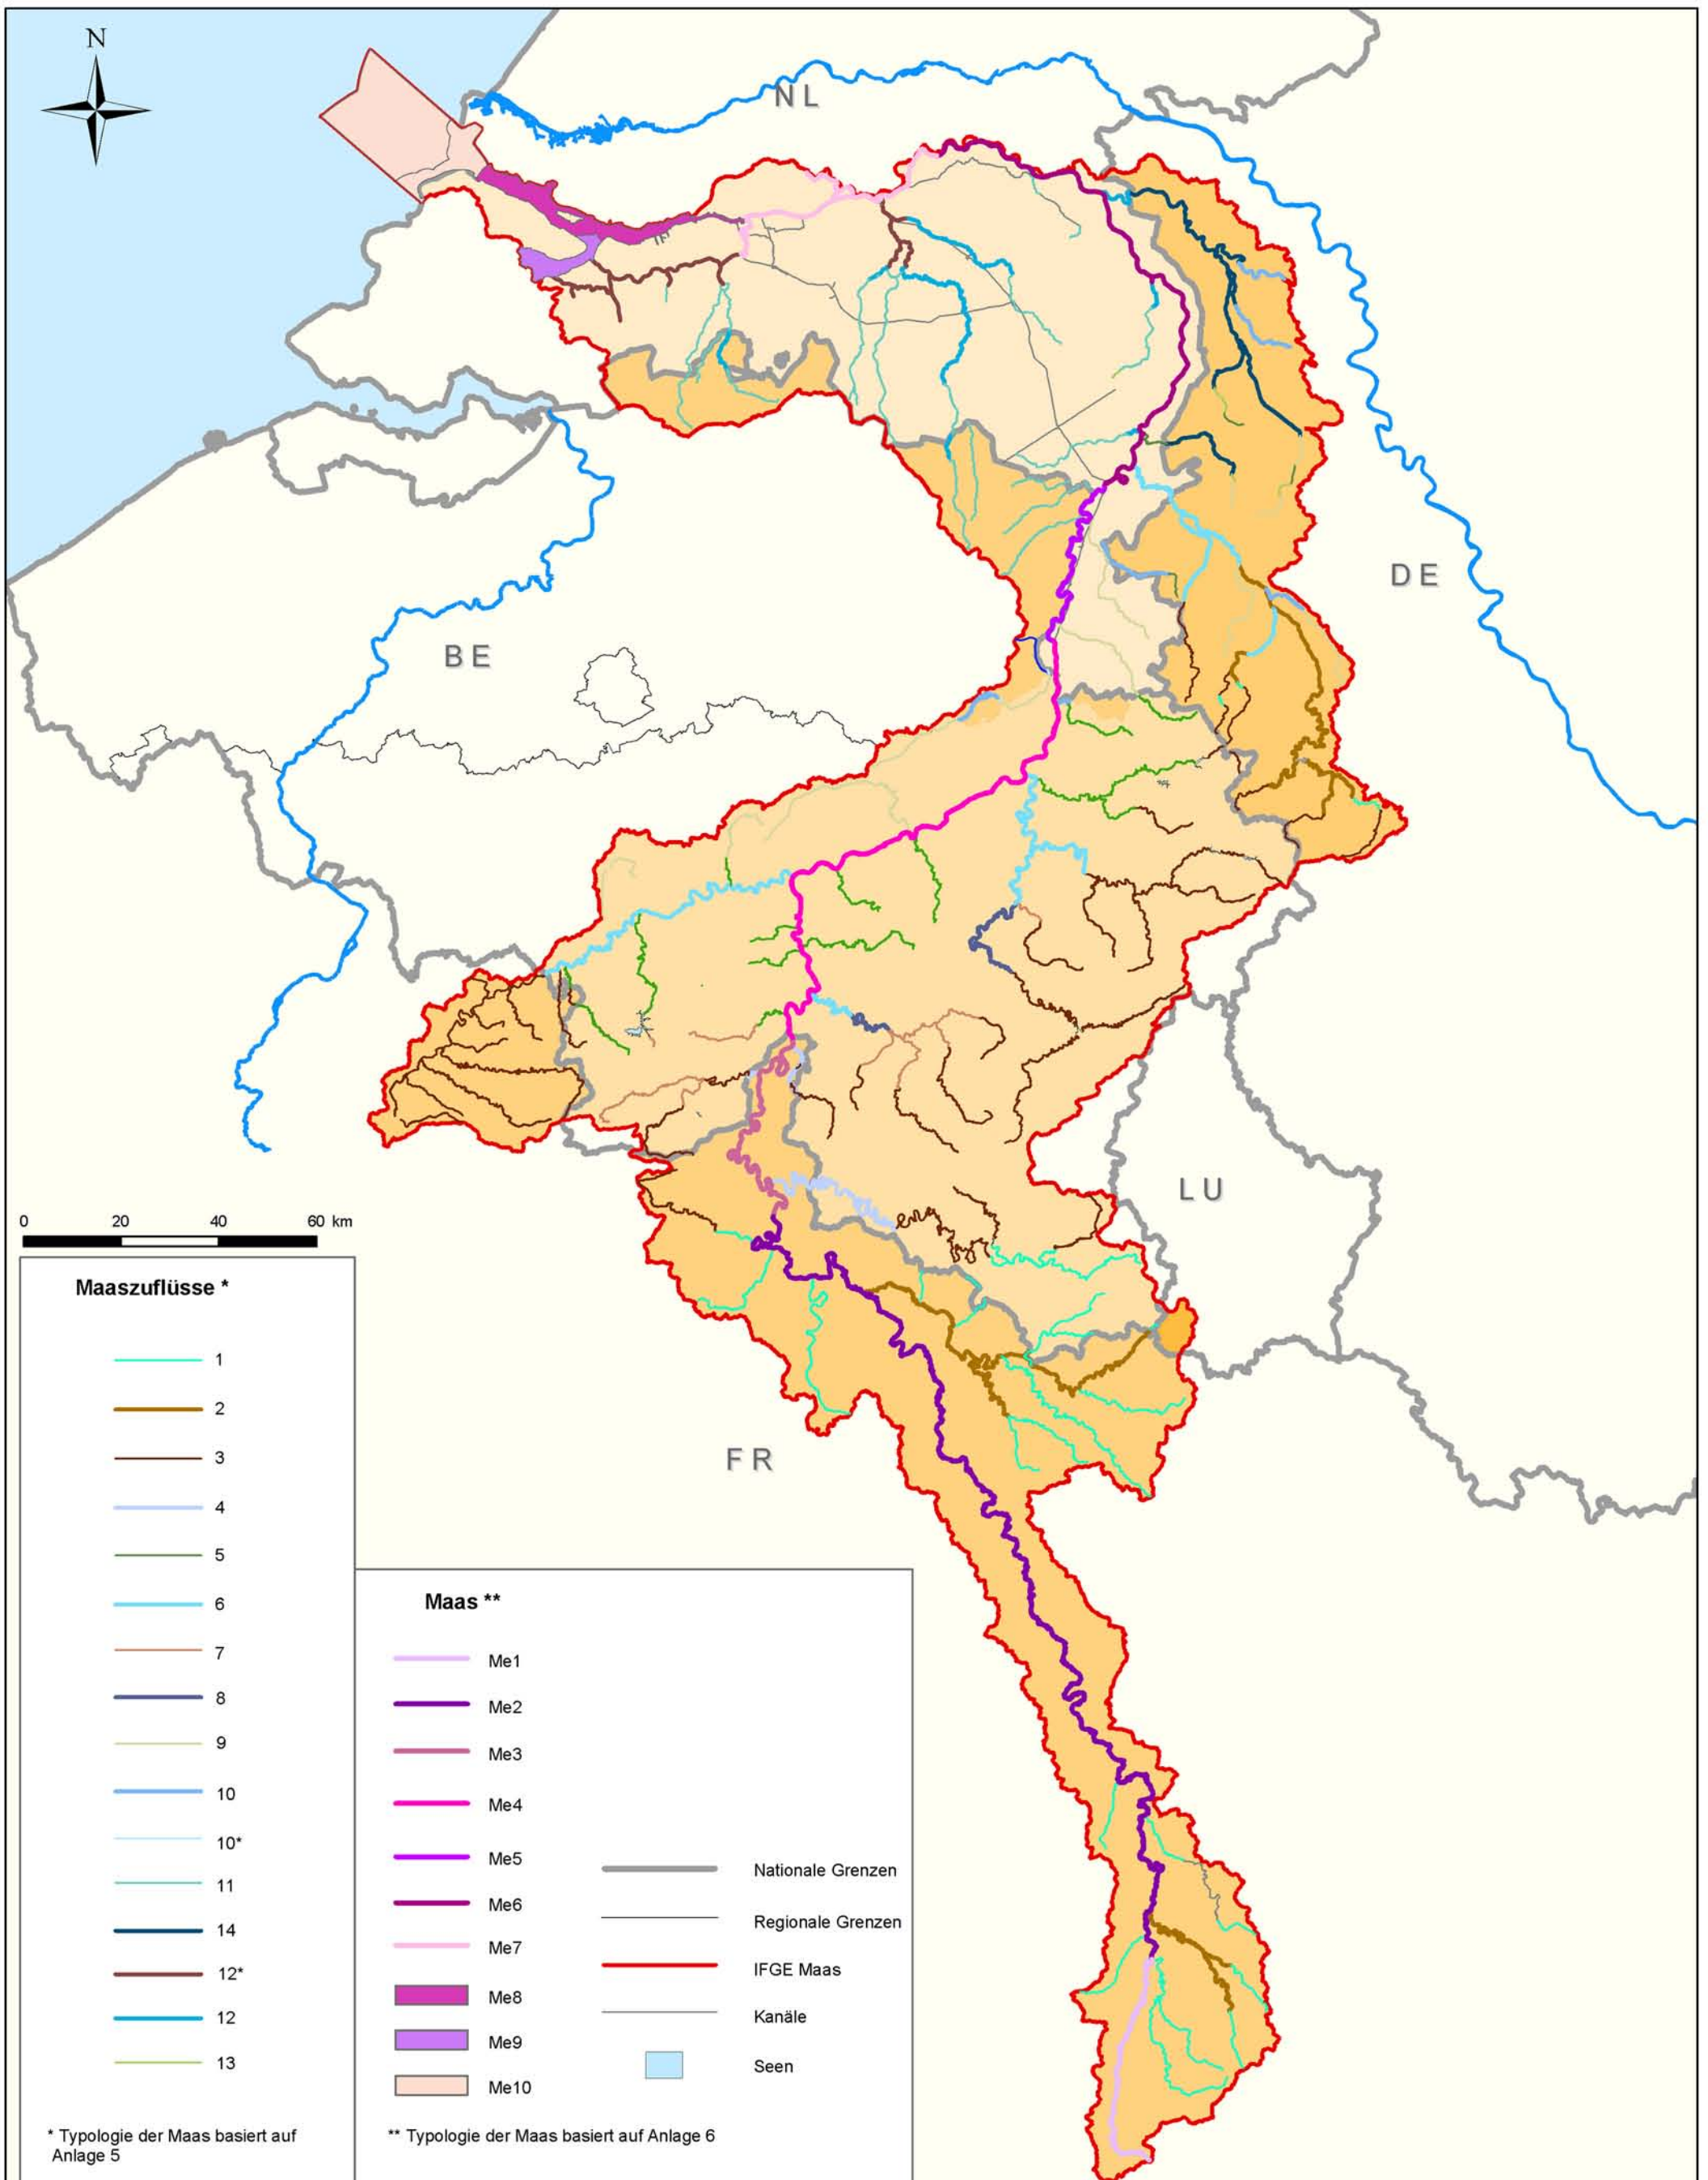 N
NL
DE
BE
LU
FR
0 20 40 60 km
Maaszuflüsse *
1
2
3
4
5
6
7
8
9
10
10*
11
14
12*
12
13
* Typologie der Maas basiert auf
Anlage 5
Maas **
Me1
Me2
Me3
Me4
Me5
Me6
Me7
Me8
Me9
Me10
Nationale Grenzen
Regionale Grenzen
IFGE Maas
Kanäle
Seen
** Typologie der Maas basiert auf Anlage 6